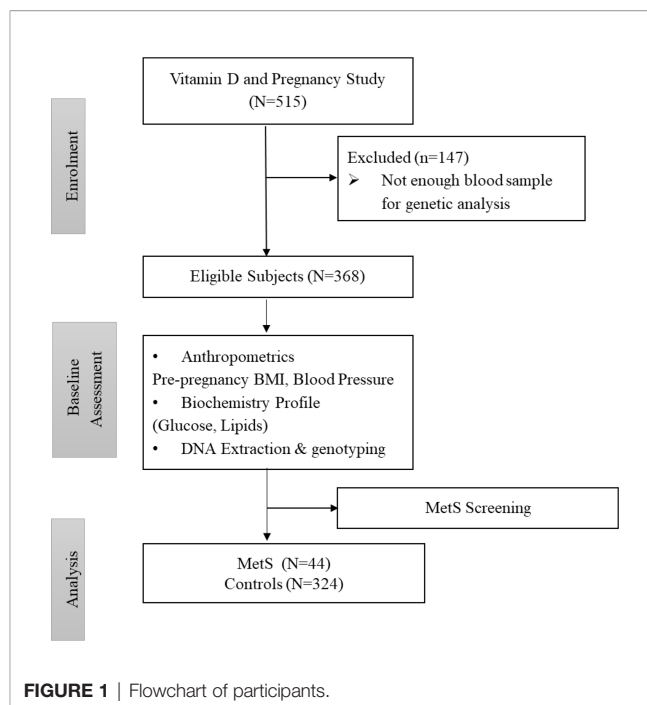 Vitamin D and Pregnancy Study
(N=515)
Enrolment
Excluded (n=147)
➢ Not enough blood sample
for genetic analysis
Eligible Subjects (N=368)
Baseline
Assessment
• Anthropometrics
Pre-pregnancy BMI, Blood Pressure
• Biochemistry Profile
(Glucose, Lipids)
• DNA Extraction & genotyping
MetS Screening
Analysis
MetS (N=44)
Controls (N=324)
FIGURE 1 | Flowchart of participants.